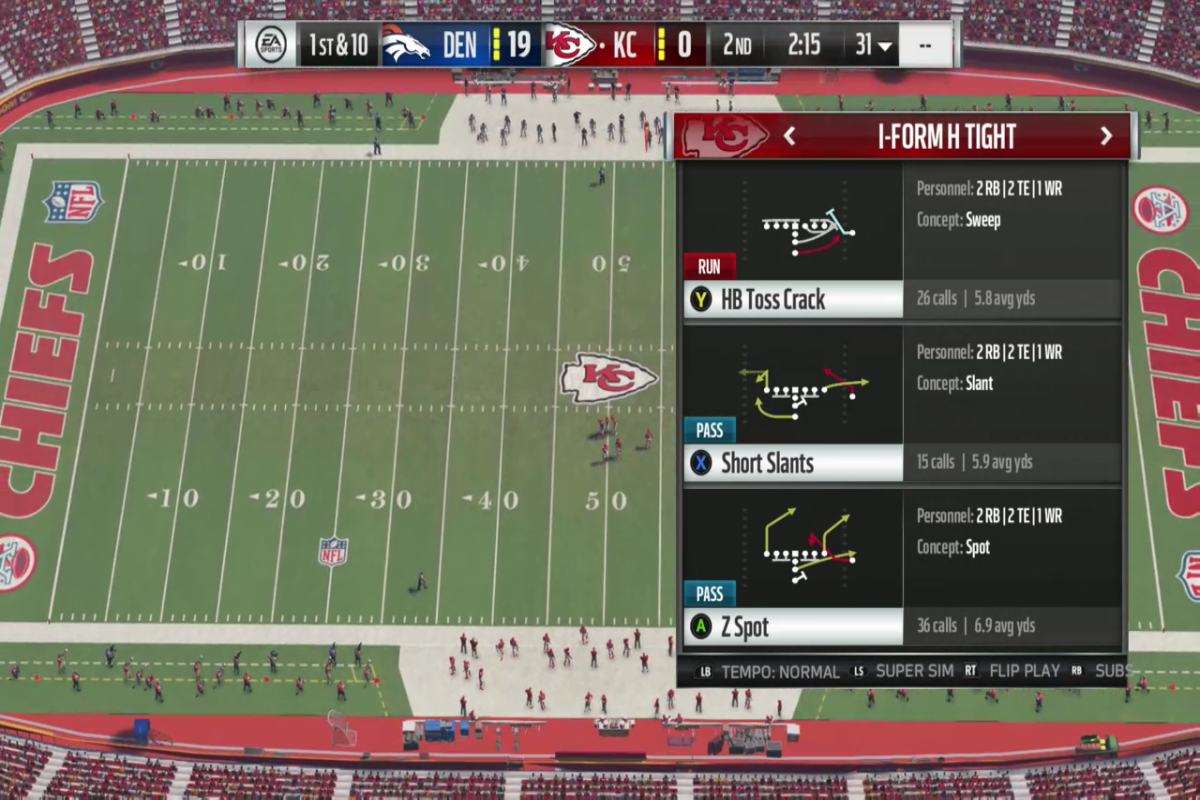 EA SPORTS 1ST & 10 DEN 19 KC 0 2ND 2:15 31 --
I-FORM H TIGHT
Personnel: 2 RB | 2 TE | 1 WR
Concept: Sweep
RUN
Y HB Toss Crack
26 calls | 5.8 avg yds
Personnel: 2 RB | 2 TE | 1 WR
Concept: Slant
PASS
X Short Slants
15 calls | 5.9 avg yds
Personnel: 2 RB | 2 TE | 1 WR
Concept: Spot
PASS
A Z Spot
36 calls | 6.9 avg yds
LB TEMPO: NORMAL LS SUPER SIM RT FLIP PLAY RB SUBS
NFL
CHIEFS
10 20 30 40 50
KC
10 20 30 40 50
NFL
CHIEFS